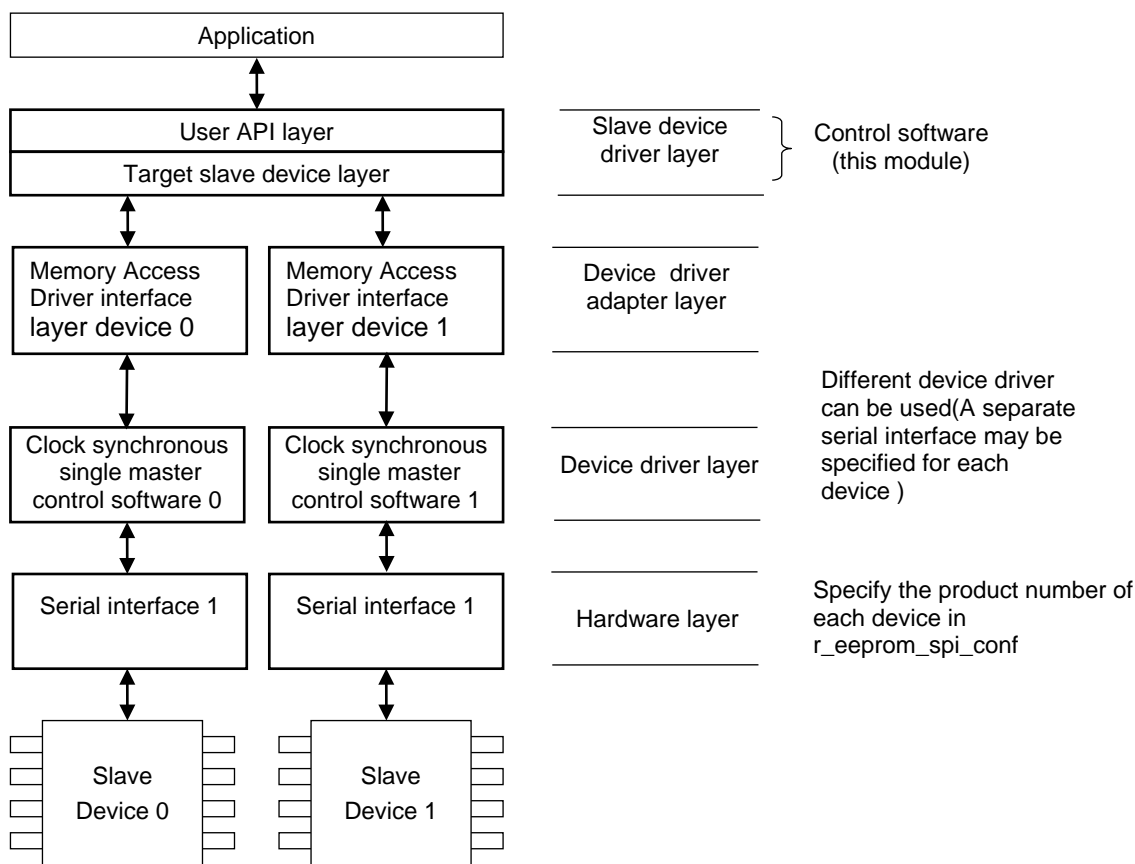 Application
User API layer
Target slave device layer
Slave device
driver layer
Control software
(this module)
Memory Access
Driver interface
layer device 0
Memory Access
Driver interface
layer device 1
Device driver
adapter layer
Different device driver
can be used(A separate
serial interface may be
specified for each
device )
Clock synchronous
single master
control software 0
Clock synchronous
single master
control software 1
Device driver layer
Serial interface 1
Serial interface 1
Hardware layer
Specify the product number of
each device in
r_eeprom_spi_conf
Slave
Device 0
Slave
Device 1